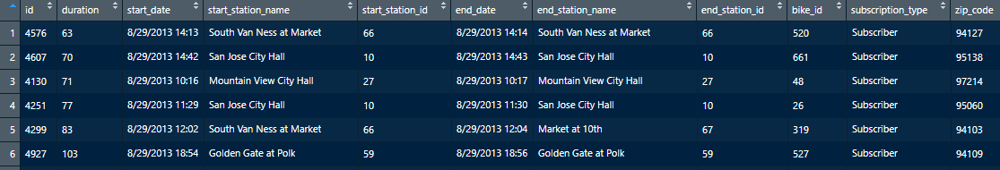 id duration start_date start_station_name start_station_id end_date end_station_name end_station_id bike_id subscription_type zip_code
1 4576 63 8/29/2013 14:13 South Van Ness at Market 66 8/29/2013 14:14 South Van Ness at Market 66 520 Subscriber 94127
2 4607 70 8/29/2013 14:42 San Jose City Hall 10 8/29/2013 14:43 San Jose City Hall 10 661 Subscriber 95138
3 4130 71 8/29/2013 10:16 Mountain View City Hall 27 8/29/2013 10:17 Mountain View City Hall 27 48 Subscriber 97214
4 4251 77 8/29/2013 11:29 San Jose City Hall 10 8/29/2013 11:30 San Jose City Hall 10 26 Subscriber 95060
5 4299 83 8/29/2013 12:02 South Van Ness at Market 66 8/29/2013 12:04 Market at 10th 67 319 Subscriber 94103
6 4927 103 8/29/2013 18:54 Golden Gate at Polk 59 8/29/2013 18:56 Golden Gate at Polk 59 527 Subscriber 94109